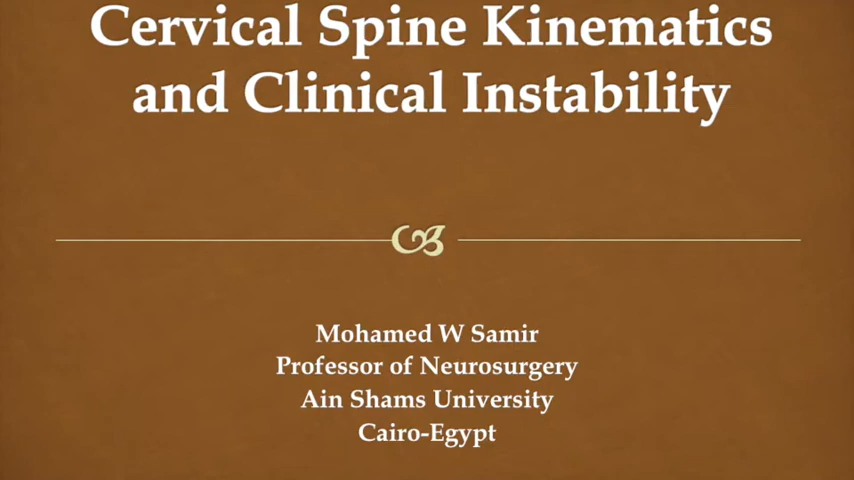 Cervical Spine Kinematics
and Clinical Instability
Mohamed W Samir
Professor of Neurosurgery
Ain Shams University
Cairo-Egypt